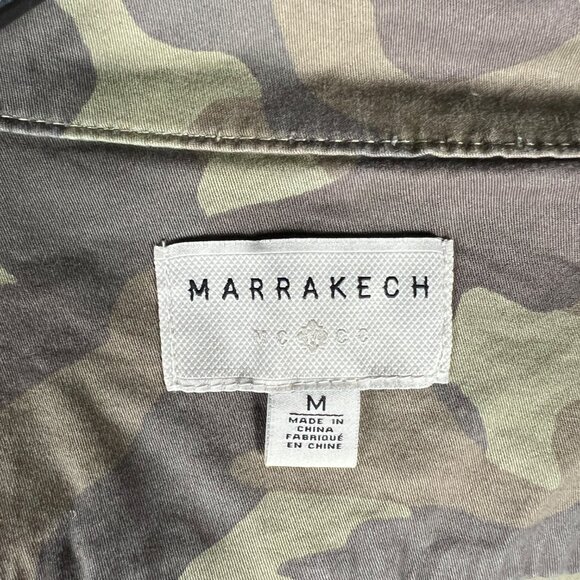 MARRAKECH
M
MADE IN
CHINA
FABRIQUÉ
EN CHINE